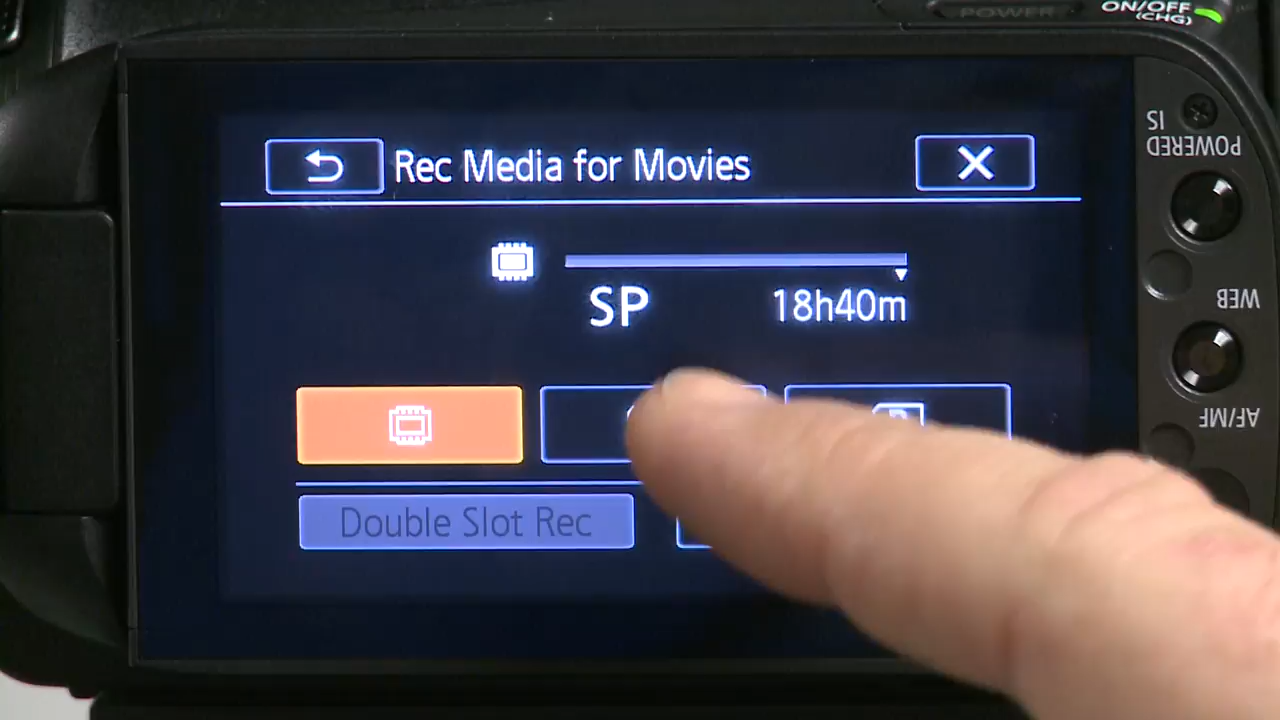 POWER
ON/OFF
(CHG)
Rec Media for Movies
SP
18h40m
Double Slot Rec
POWERED
IS
WEB
AF/MF